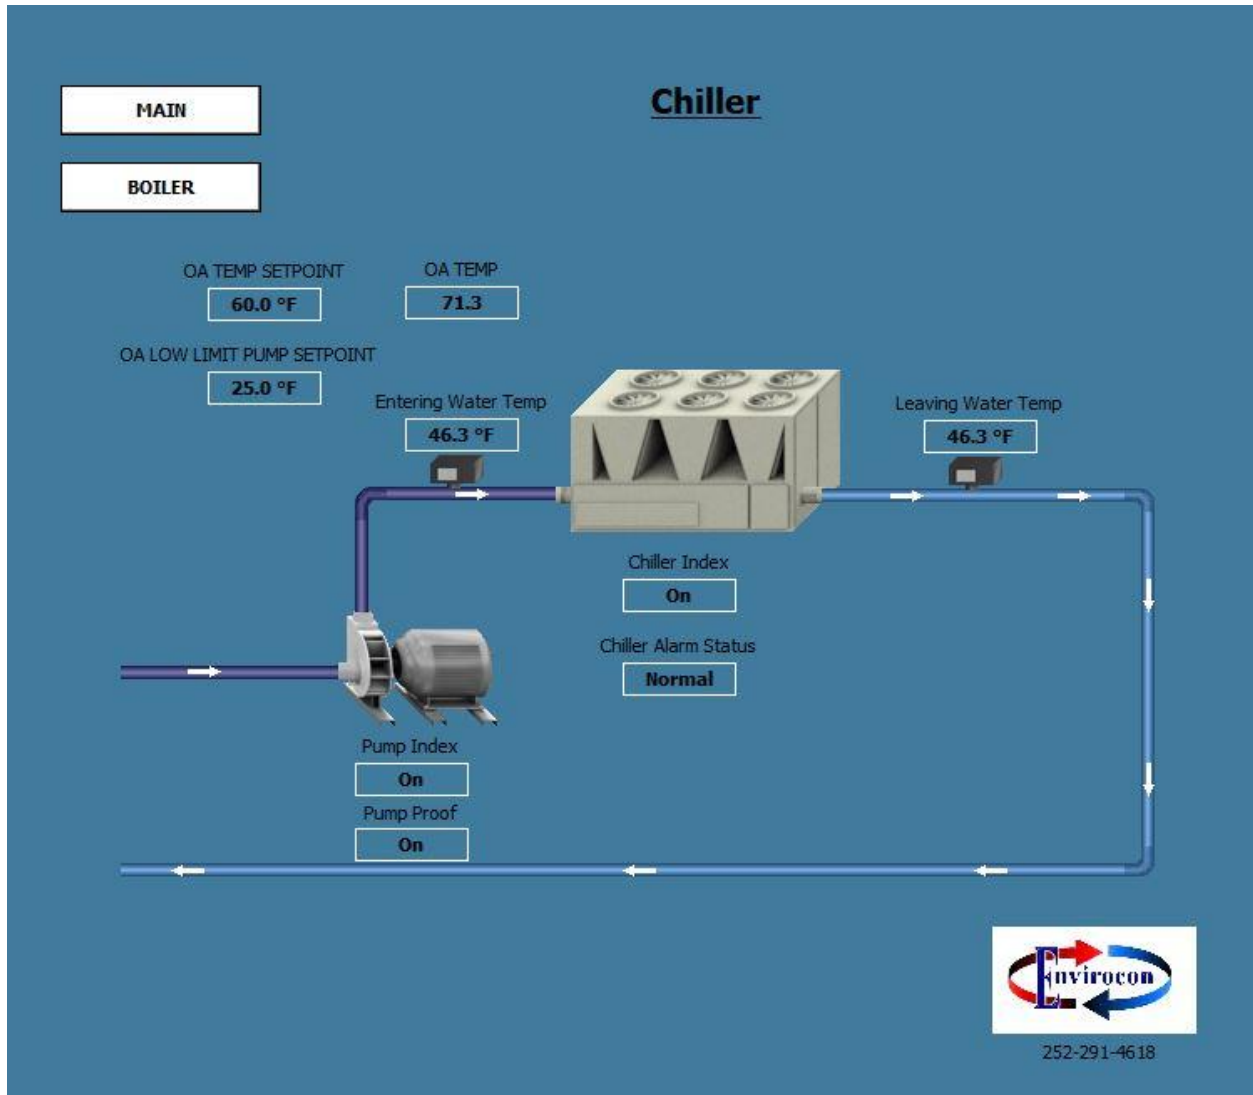 MAIN
Chiller
BOILER
OA TEMP SETPOINT
OA TEMP
60.0 °F
71.3
OA LOW LIMIT PUMP SETPOINT
25.0 °F
Entering Water Temp
46.3 °F
Leaving Water Temp
46.3 °F
Chiller Index
On
Chiller Alarm Status
Normal
Pump Index
On
Pump Proof
On
Envirocon
252-291-4618